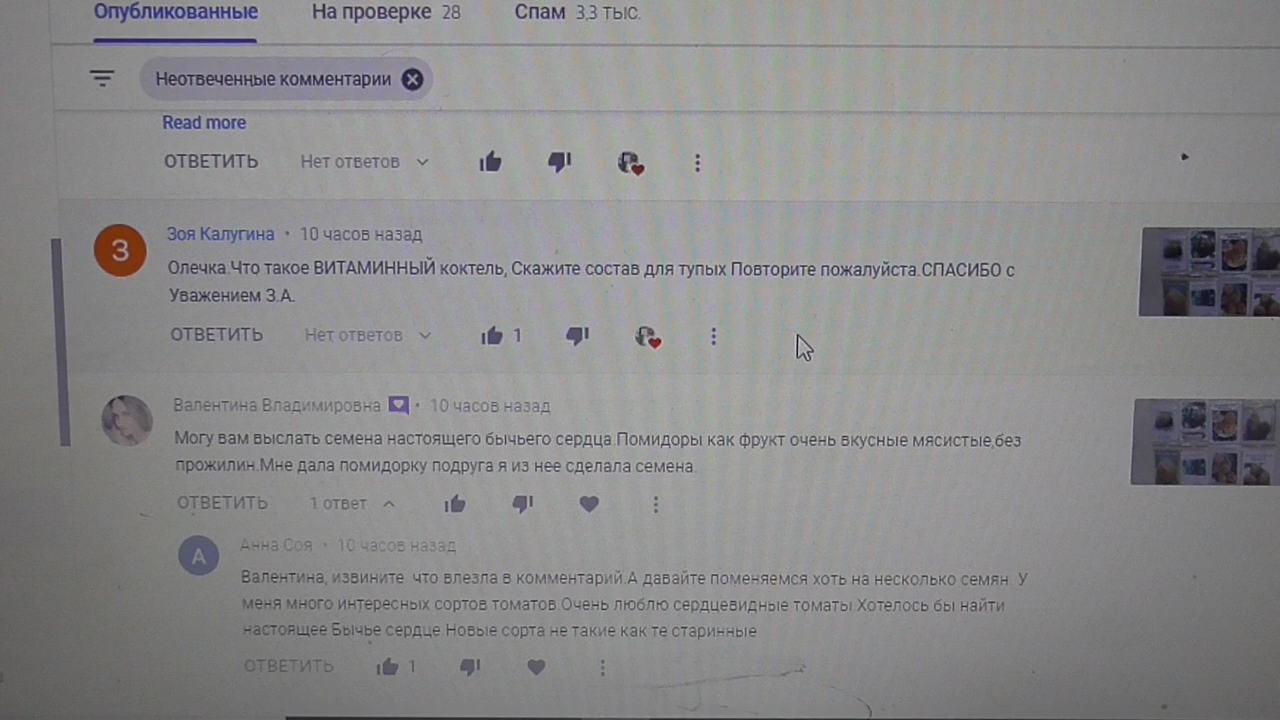 Опубликованные На проверке 28 Спам 3,3 тыс.
Неотвеченные комментарии
Read more
ОТВЕТИТЬ Нет ответов
З Зоя Калугина • 10 часов назад
Олечка.Что такое ВИТАМИННЫЙ коктель, Скажите состав для тупых Повторите пожалуйста.СПАСИБО с
Уважением З.А.
ОТВЕТИТЬ Нет ответов 1
Валентина Владимировна • 10 часов назад
Могу вам выслать семена настоящего бычьего сердца.Помидоры как фрукт очень вкусные мясистые,без
прожилин.Мне дала помидорку подруга я из нее сделала семена.
ОТВЕТИТЬ 1 ответ
А Анна Соя • 10 часов назад
Валентина, извините что влезла в комментарий.А давайте поменяемся хоть на несколько семян. У
меня много интересных сортов томатов.Очень люблю сердцевидные томаты.Хотелось бы найти
настоящее Бычье сердце.Новые сорта не такие как те старинные
ОТВЕТИТЬ 1